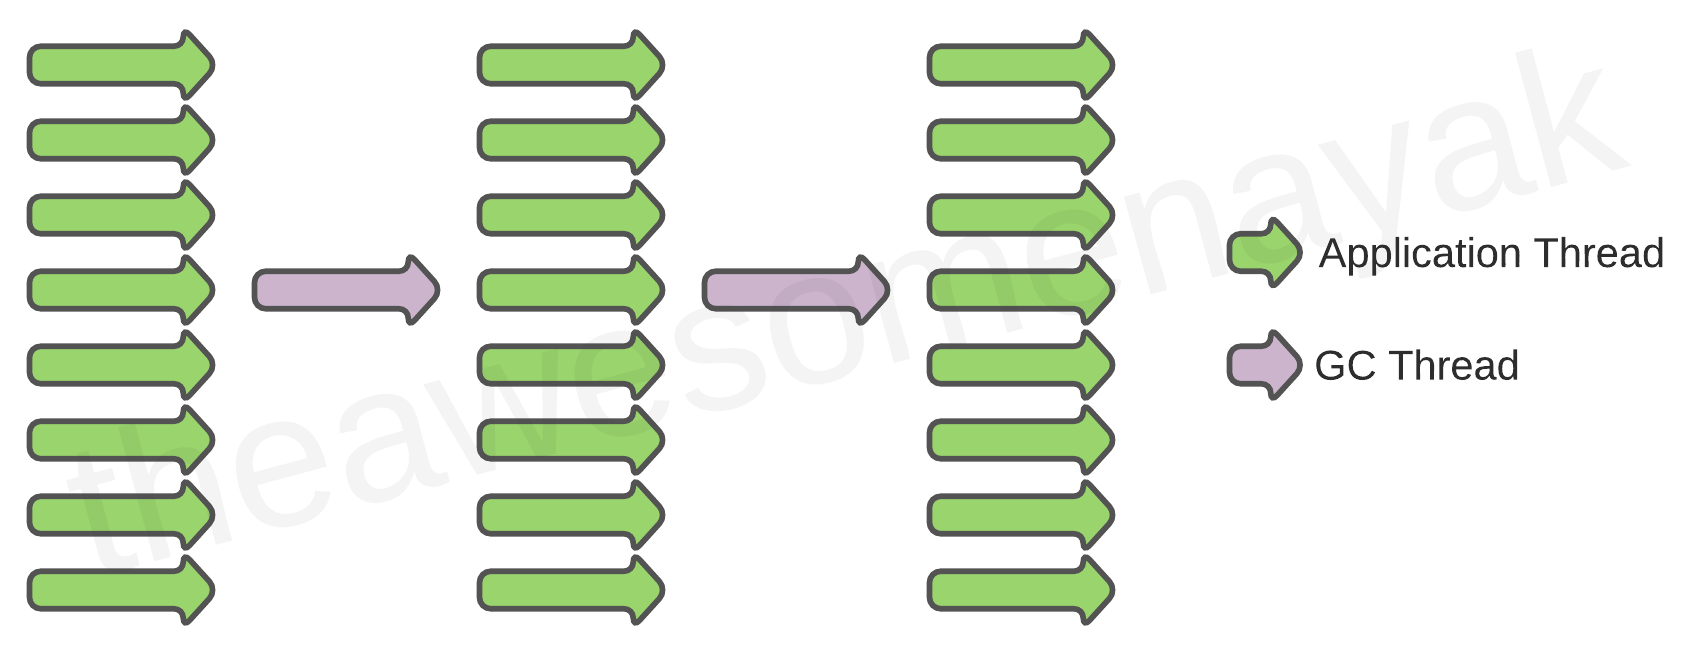 theawesomenayak
Application Thread
GC Thread